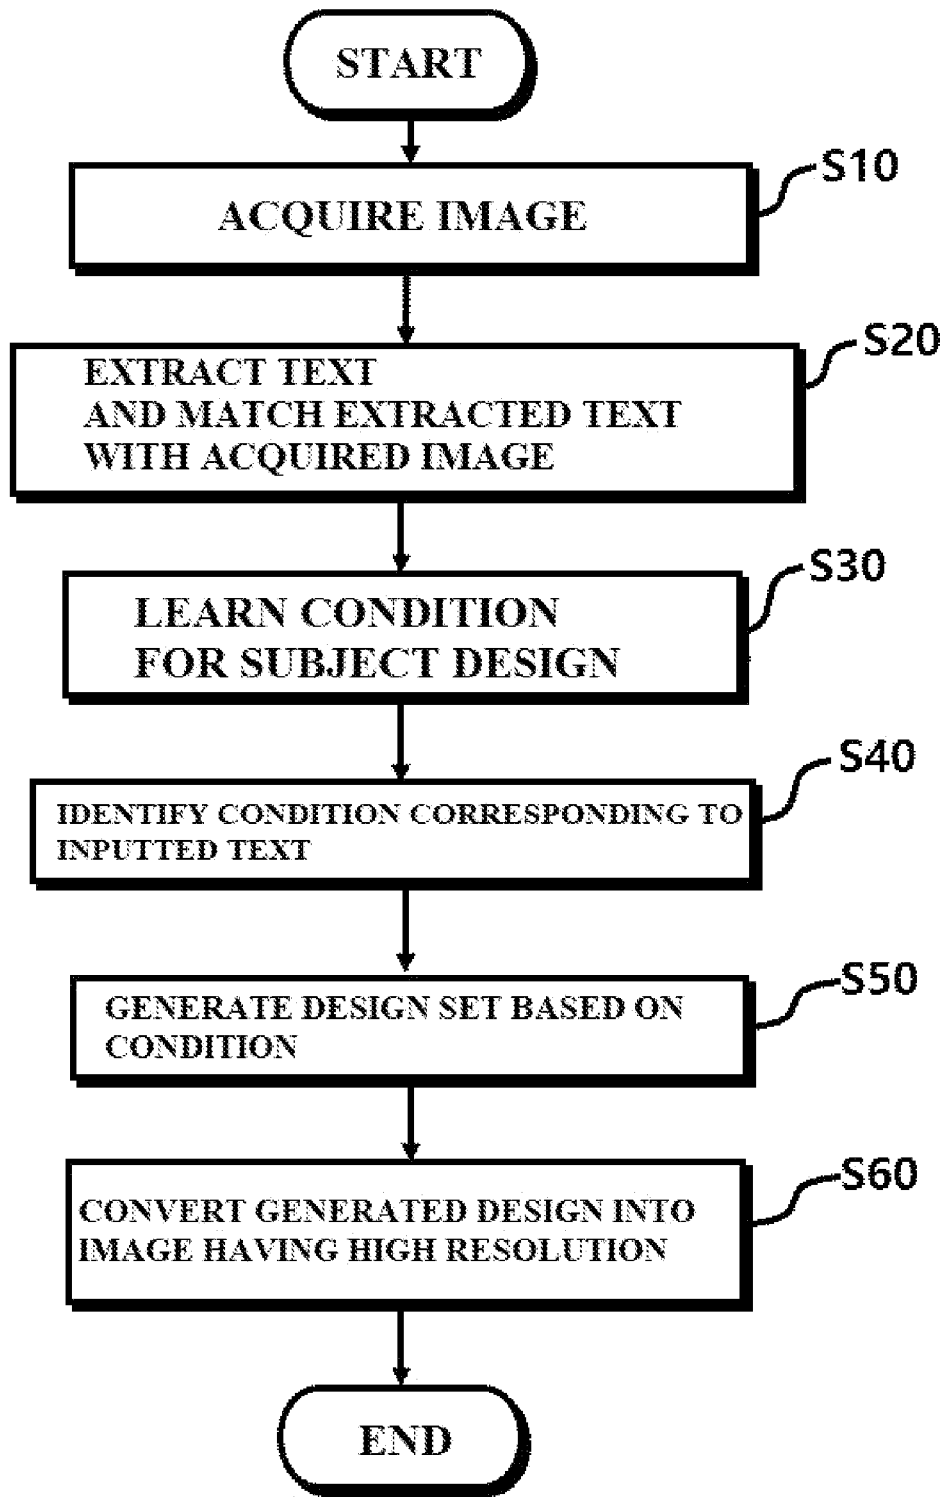 START
S10
ACQUIRE IMAGE
S20
EXTRACT TEXT
AND MATCH EXTRACTED TEXT
WITH ACQUIRED IMAGE
S30
LEARN CONDITION
FOR SUBJECT DESIGN
S40
IDENTIFY CONDITION CORRESPONDING TO
INPUTTED TEXT
S50
GENERATE DESIGN SET BASED ON
CONDITION
S60
CONVERT GENERATED DESIGN INTO
IMAGE HAVING HIGH RESOLUTION
END